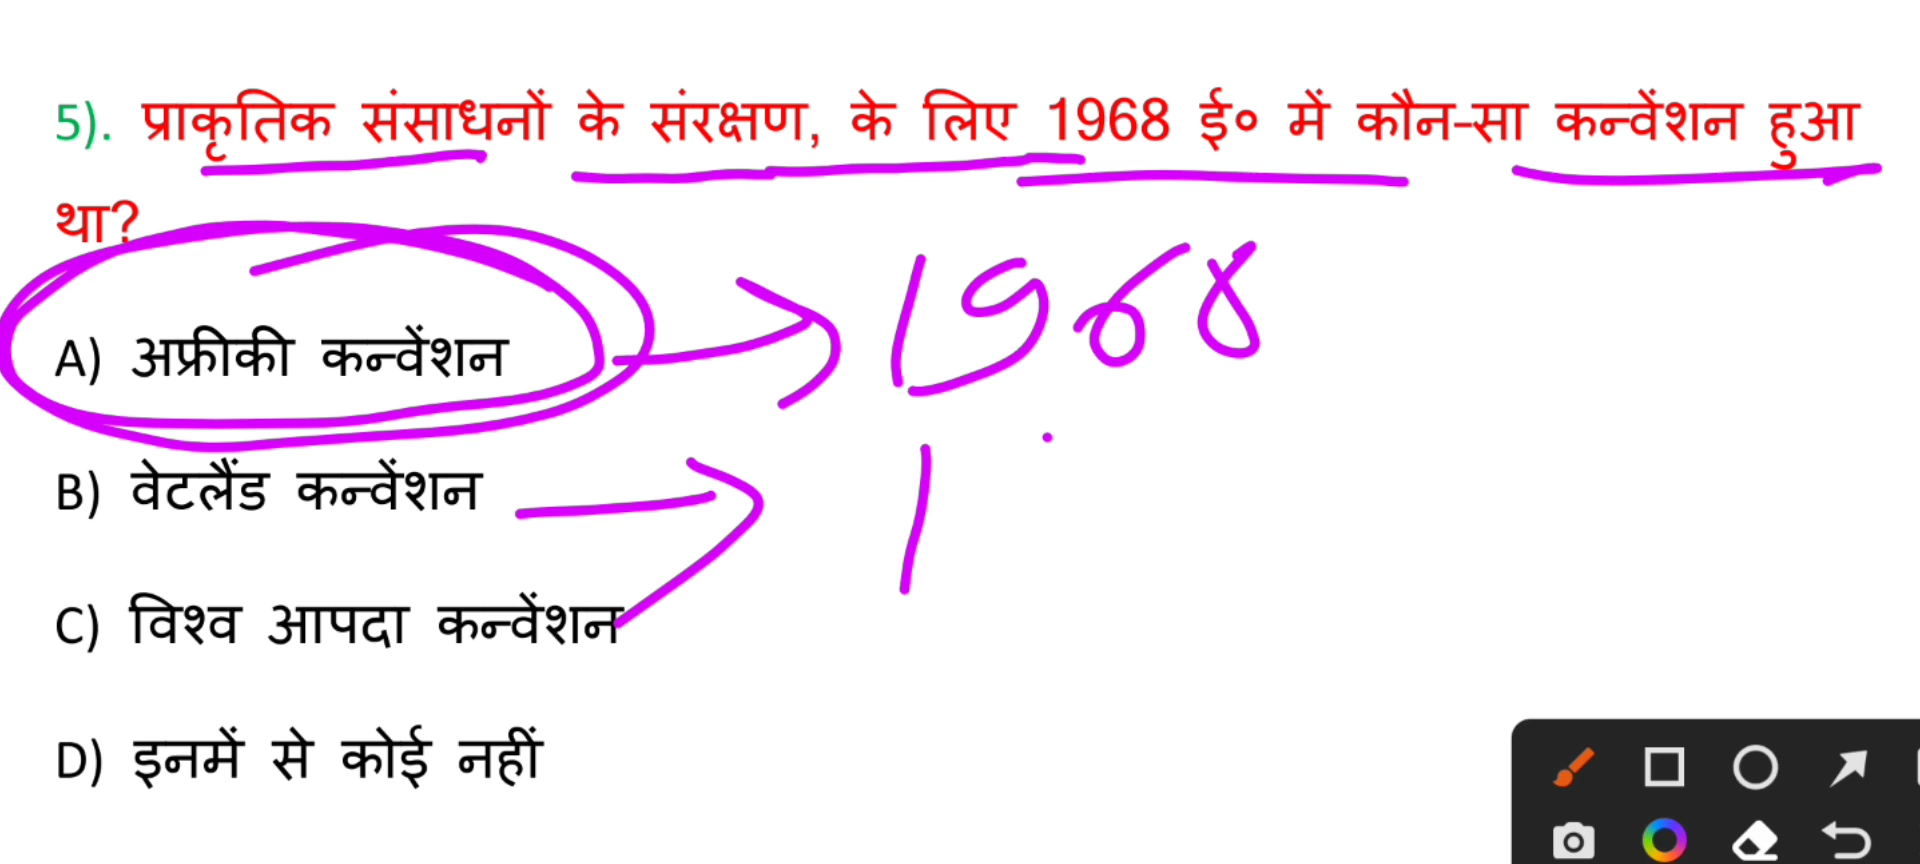 5). प्राकृतिक संसाधनों के संरक्षण, के लिए 1968 ई० में कौन-सा कन्वेंशन हुआ
था?
A) अफ्रीकी कन्वेंशन
1968
B) वेटलैंड कन्वेंशन
1
C) विश्व आपदा कन्वेंशन
D) इनमें से कोई नहीं